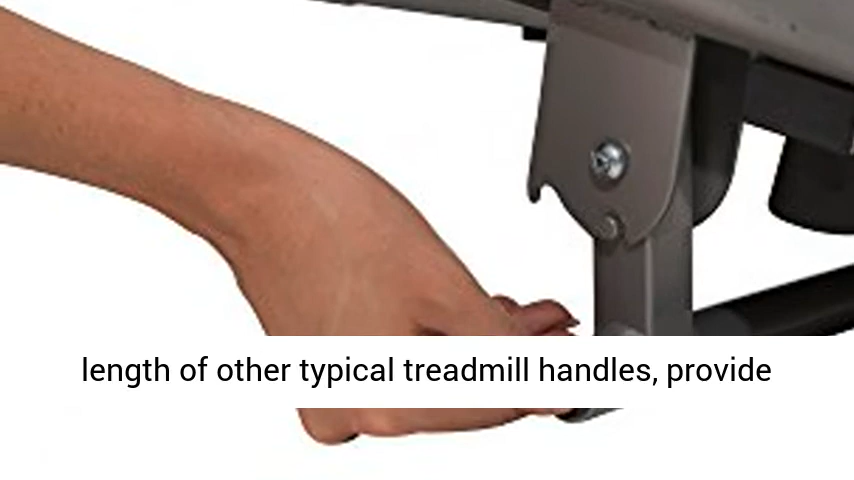 length of other typical treadmill handles, provide